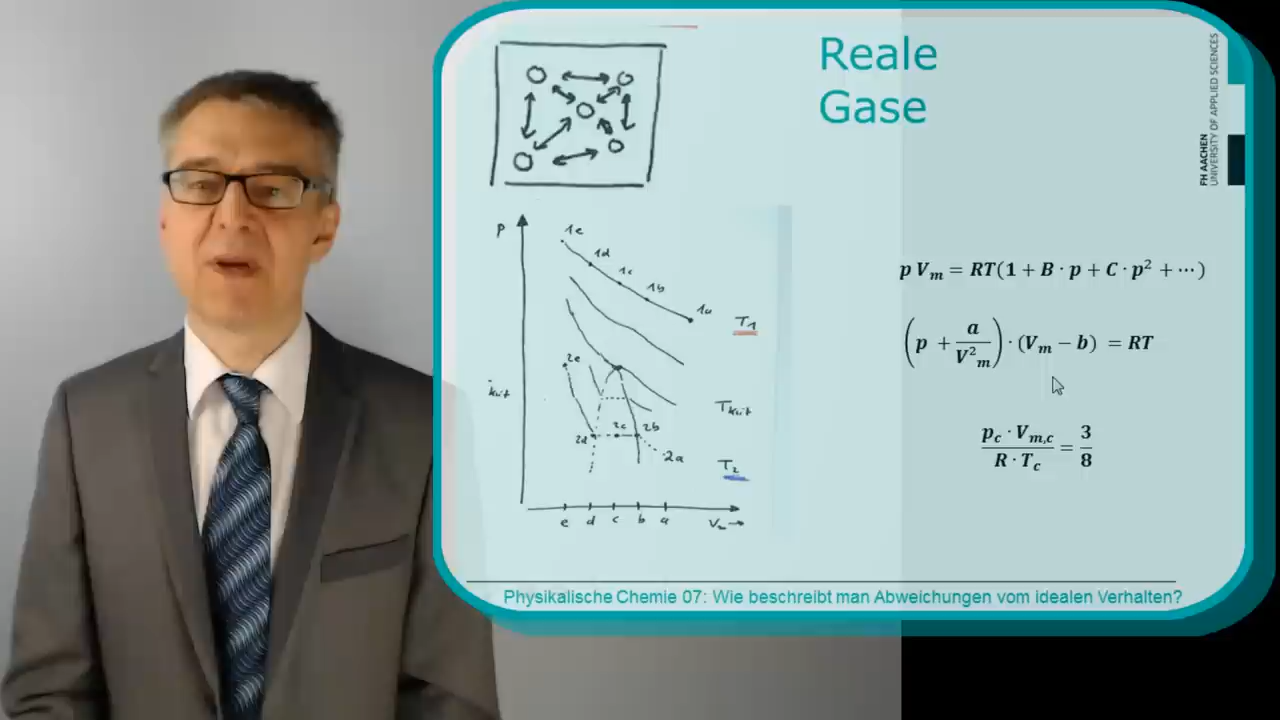 Reale
Gase
FH AACHEN
UNIVERSITY OF APPLIED SCIENCES
p
1e
1d
1c
1b
1a
T₁
2e
krit
Tkrit
2d
2c
2b
2a
T₂
e d c b a
Vm →
p Vm = RT(1 + B · p + C · p² + ⋯)
(p + a/V²m) · (Vm − b) = RT
pc · Vm,c / R · Tc = 3/8
Physikalische Chemie 07: Wie beschreibt man Abweichungen vom idealen Verhalten?